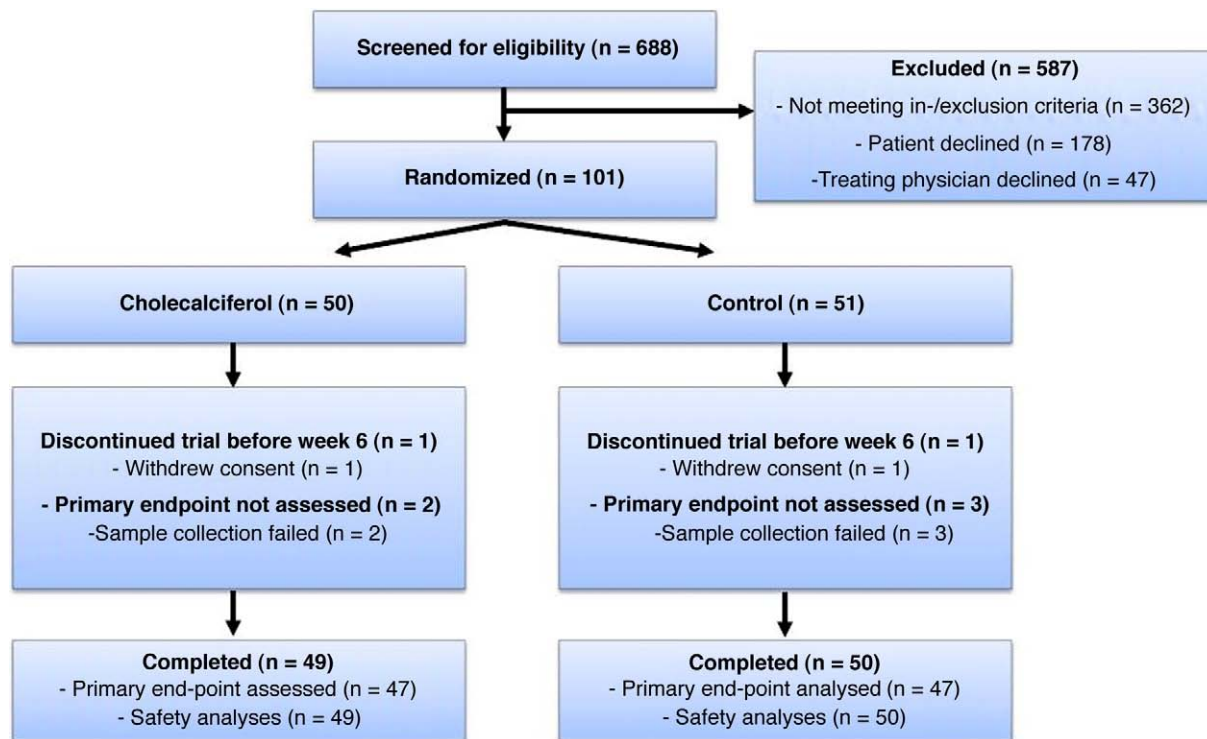 Screened for eligibility (n = 688)
Excluded (n = 587)
- Not meeting in-/exclusion criteria (n = 362)
- Patient declined (n = 178)
-Treating physician declined (n = 47)
Randomized (n = 101)
Cholecalciferol (n = 50)
Control (n = 51)
Discontinued trial before week 6 (n = 1)
- Withdrew consent (n = 1)
- Primary endpoint not assessed (n = 2)
-Sample collection failed (n = 2)
Discontinued trial before week 6 (n = 1)
- Withdrew consent (n = 1)
- Primary endpoint not assessed (n = 3)
-Sample collection failed (n = 3)
Completed (n = 49)
- Primary end-point assessed (n = 47)
- Safety analyses (n = 49)
Completed (n = 50)
- Primary end-point analysed (n = 47)
- Safety analyses (n = 50)